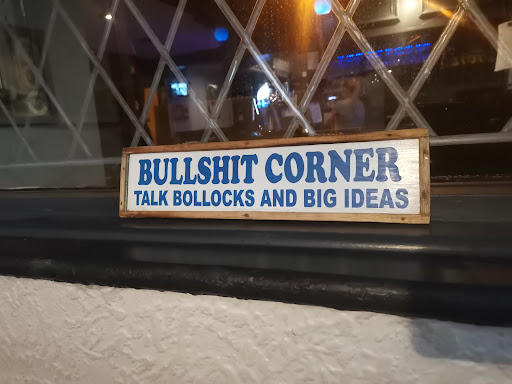 BULLSHIT CORNER
TALK BOLLOCKS AND BIG IDEAS